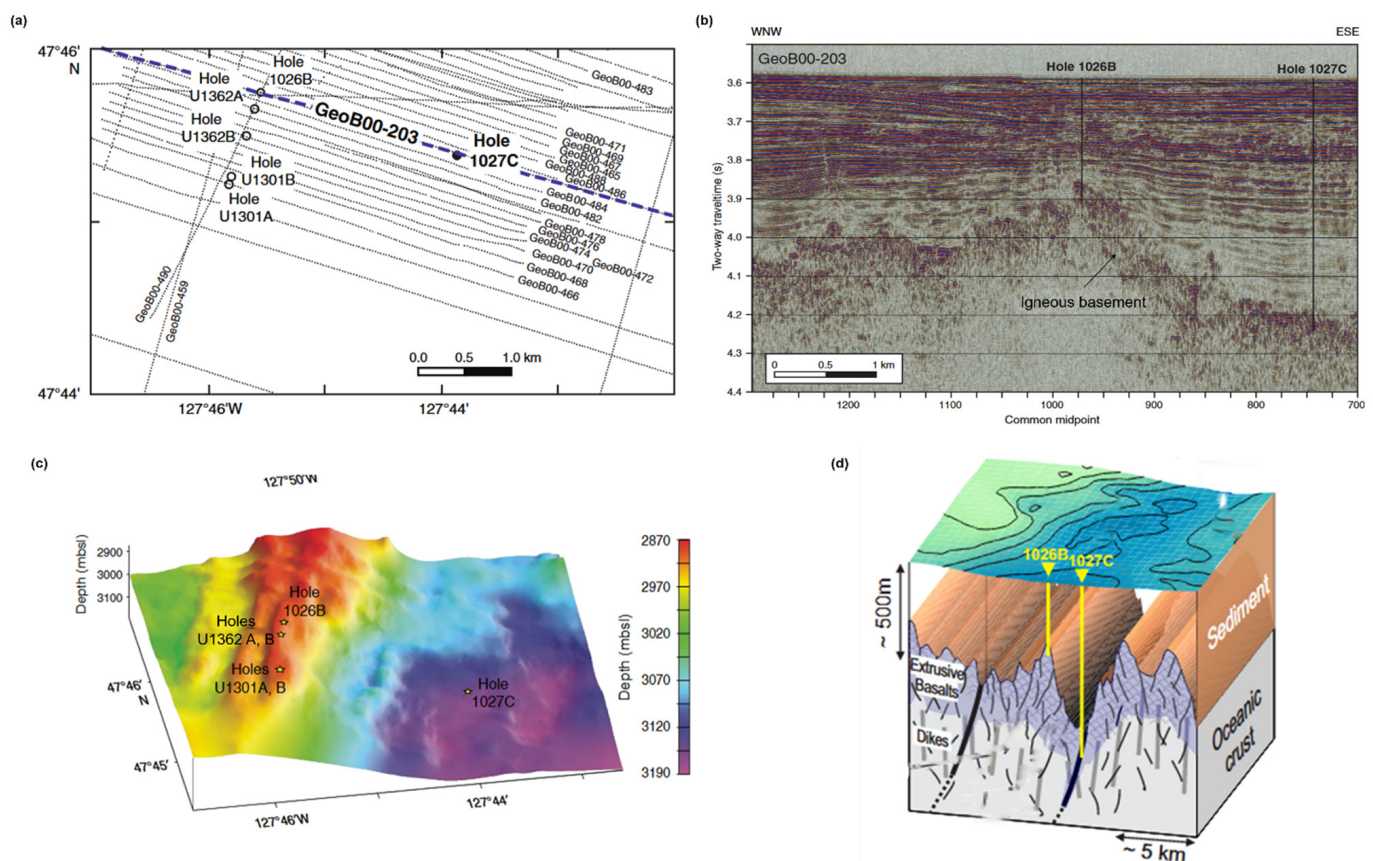 (a)
47°46'
N
47°44'
127°46'W
127°44'
Hole
1026B
Hole
U1362A
Hole
U1362B
Hole
U1301B
Hole
U1301A
GeoB00-203
Hole
1027C
GeoB00-483
GeoB00-471
GeoB00-469
GeoB00-467
GeoB00-465
GeoB00-488
GeoB00-486
GeoB00-484
GeoB00-482
GeoB00-478
GeoB00-476
GeoB00-474
GeoB00-472
GeoB00-470
GeoB00-468
GeoB00-466
GeoB00-490
GeoB00-459
0.0 0.5 1.0 km
(b)
WNW ESE
GeoB00-203
Hole 1026B
Hole 1027C
Two-way traveltime (s)
3.6
3.7
3.8
3.9
4.0
4.1
4.2
4.3
4.4
Igneous basement
0 0.5 1 km
1200 1100 1000 900 800 700
Common midpoint
(c)
127°50'W
Depth (mbsl)
2900
3000
3100
Hole
1026B
Holes
U1362 A, B
Holes
U1301A, B
Hole
1027C
47°46'
N
47°45'
127°46'W
127°44'
Depth (mbsl)
2870
2970
3020
3070
3120
3190
(d)
1026B 1027C
~ 500m
Extrusive
Basalts
Dikes
Sediment
Oceanic
crust
~ 5 km